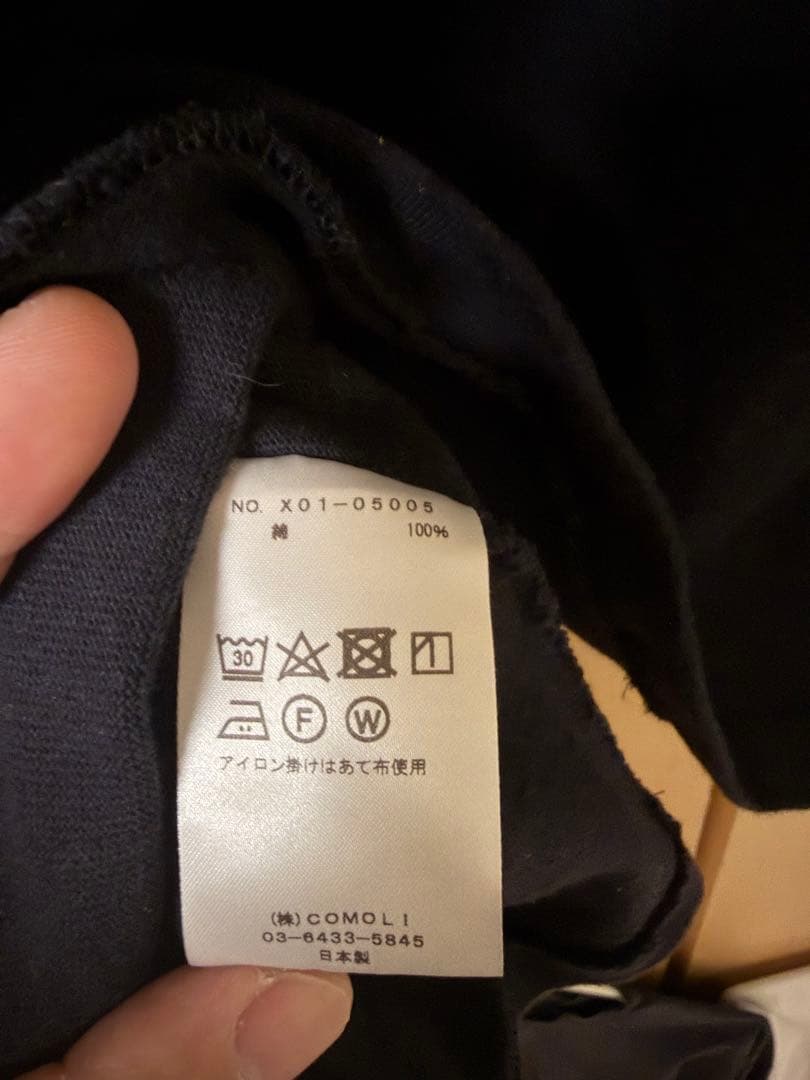 NO. X01-05005
綿 100%
30
F W
アイロン掛けはあて布使用
(株)COMOLI
03-6433-5845
日本製